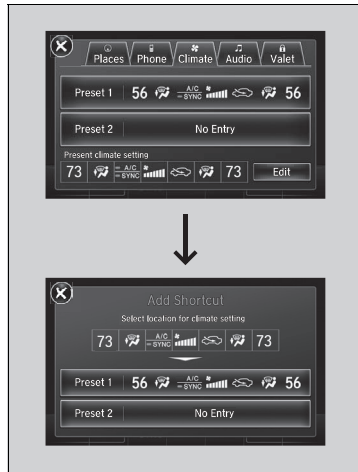 Places Phone Climate Audio Valet
Preset 1 56 A/C SYNC 56
Preset 2 No Entry
Present climate setting
73 A/C SYNC 73 Edit
Add Shortcut
Select location for climate setting
73 A/C SYNC 73
Preset 1 56 A/C SYNC 56
Preset 2 No Entry